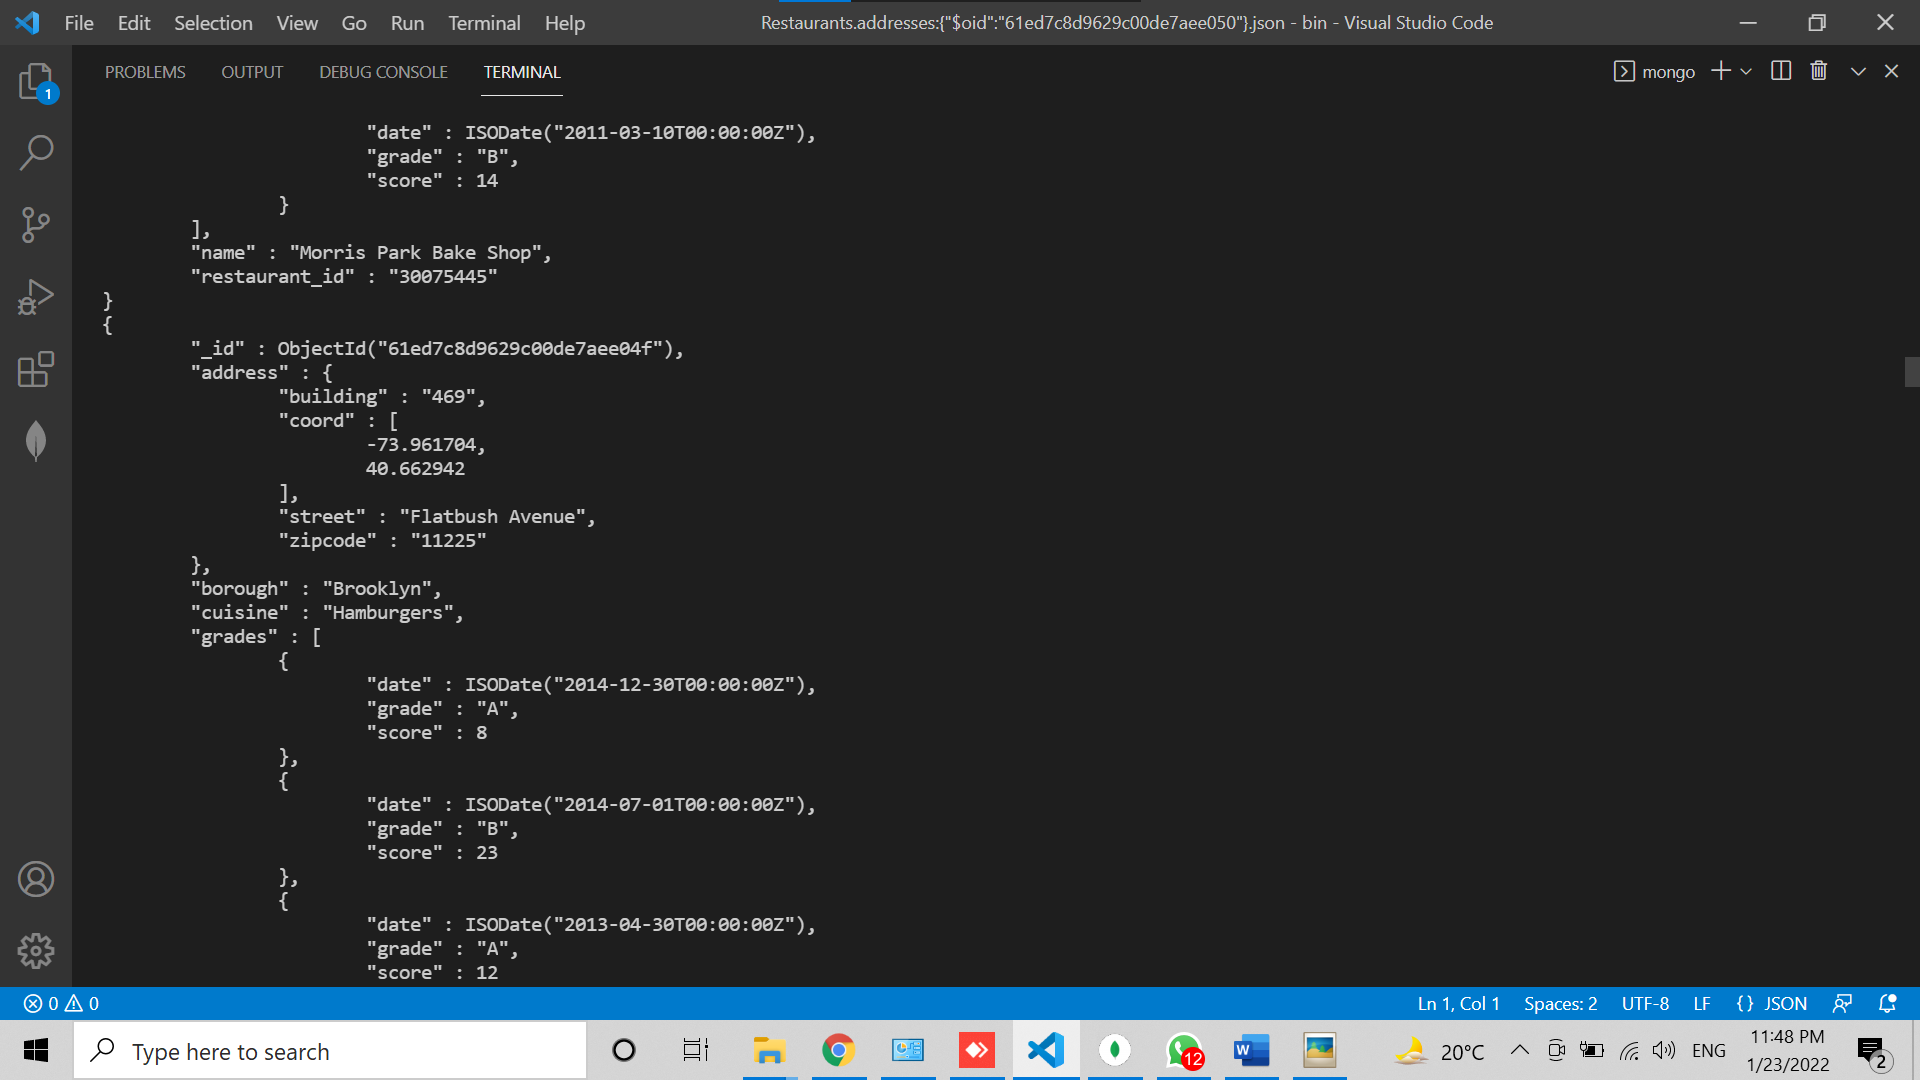 File Edit Selection View Go Run Terminal Help
Restaurants.addresses:{"$oid":"61ed7c8d9629c00de7aee050"}.json - bin - Visual Studio Code
PROBLEMS OUTPUT DEBUG CONSOLE TERMINAL
mongo
1
"date" : ISODate("2011-03-10T00:00:00Z"),
"grade" : "B",
"score" : 14
}
],
"name" : "Morris Park Bake Shop",
"restaurant_id" : "30075445"
}
{
"_id" : ObjectId("61ed7c8d9629c00de7aee04f"),
"address" : {
"building" : "469",
"coord" : [
-73.961704,
40.662942
],
"street" : "Flatbush Avenue",
"zipcode" : "11225"
},
"borough" : "Brooklyn",
"cuisine" : "Hamburgers",
"grades" : [
{
"date" : ISODate("2014-12-30T00:00:00Z"),
"grade" : "A",
"score" : 8
},
{
"date" : ISODate("2014-07-01T00:00:00Z"),
"grade" : "B",
"score" : 23
},
{
"date" : ISODate("2013-04-30T00:00:00Z"),
"grade" : "A",
"score" : 12
0 0
Ln 1, Col 1 Spaces: 2 UTF-8 LF {} JSON
Type here to search
12
W
20°C
ENG
11:48 PM
1/23/2022
2